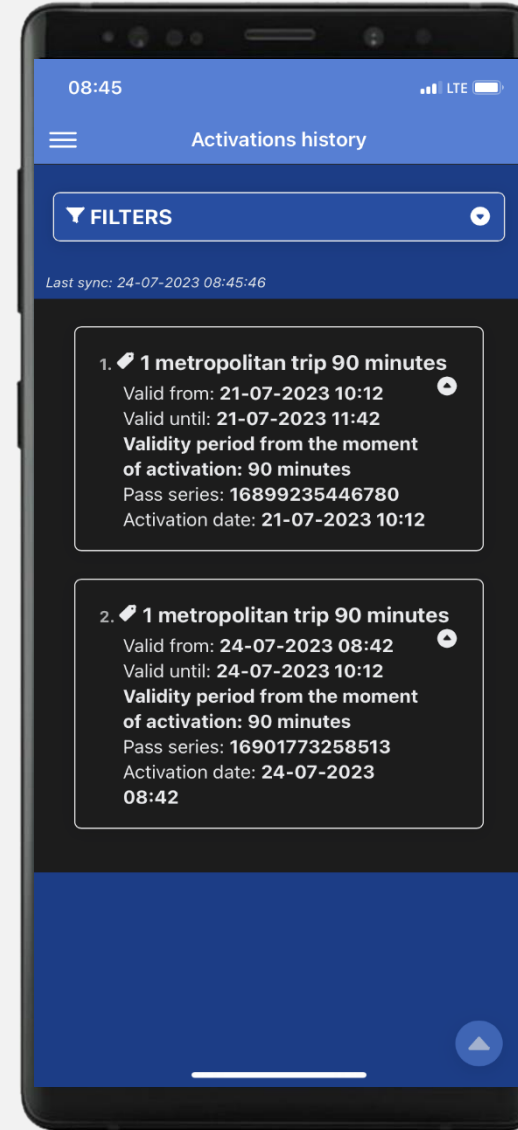 08:45
LTE
Activations history
FILTERS
Last sync: 24-07-2023 08:45:46
1. 1 metropolitan trip 90 minutes
Valid from: 21-07-2023 10:12
Valid until: 21-07-2023 11:42
Validity period from the moment
of activation: 90 minutes
Pass series: 16899235446780
Activation date: 21-07-2023 10:12
2. 1 metropolitan trip 90 minutes
Valid from: 24-07-2023 08:42
Valid until: 24-07-2023 10:12
Validity period from the moment
of activation: 90 minutes
Pass series: 16901773258513
Activation date: 24-07-2023
08:42